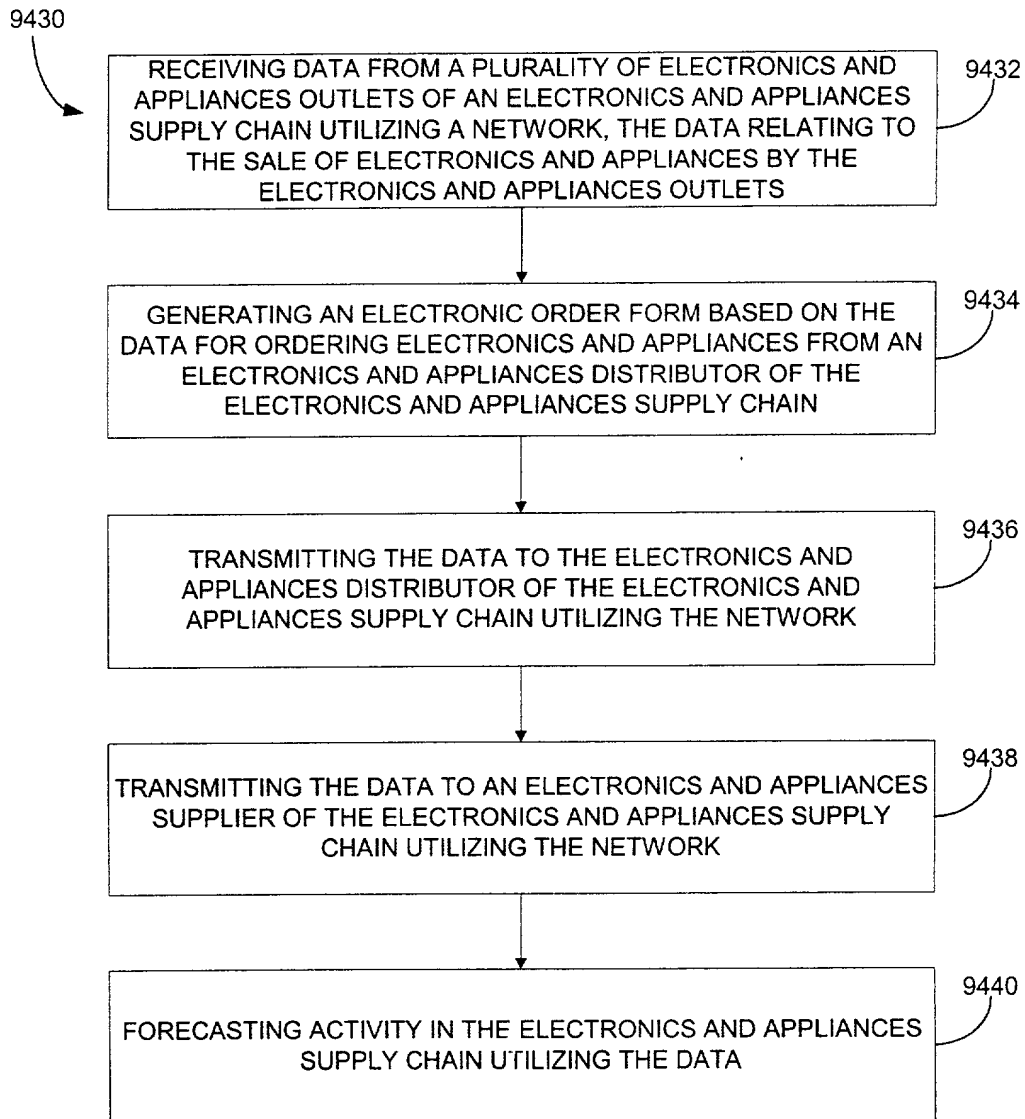 9430
RECEIVING DATA FROM A PLURALITY OF ELECTRONICS AND
APPLIANCES OUTLETS OF AN ELECTRONICS AND APPLIANCES
SUPPLY CHAIN UTILIZING A NETWORK, THE DATA RELATING TO
THE SALE OF ELECTRONICS AND APPLIANCES BY THE
ELECTRONICS AND APPLIANCES OUTLETS
9432
GENERATING AN ELECTRONIC ORDER FORM BASED ON THE
DATA FOR ORDERING ELECTRONICS AND APPLIANCES FROM AN
ELECTRONICS AND APPLIANCES DISTRIBUTOR OF THE
ELECTRONICS AND APPLIANCES SUPPLY CHAIN
9434
TRANSMITTING THE DATA TO THE ELECTRONICS AND
APPLIANCES DISTRIBUTOR OF THE ELECTRONICS AND
APPLIANCES SUPPLY CHAIN UTILIZING THE NETWORK
9436
TRANSMITTING THE DATA TO AN ELECTRONICS AND APPLIANCES
SUPPLIER OF THE ELECTRONICS AND APPLIANCES SUPPLY
CHAIN UTILIZING THE NETWORK
9438
FORECASTING ACTIVITY IN THE ELECTRONICS AND APPLIANCES
SUPPLY CHAIN UTILIZING THE DATA
9440